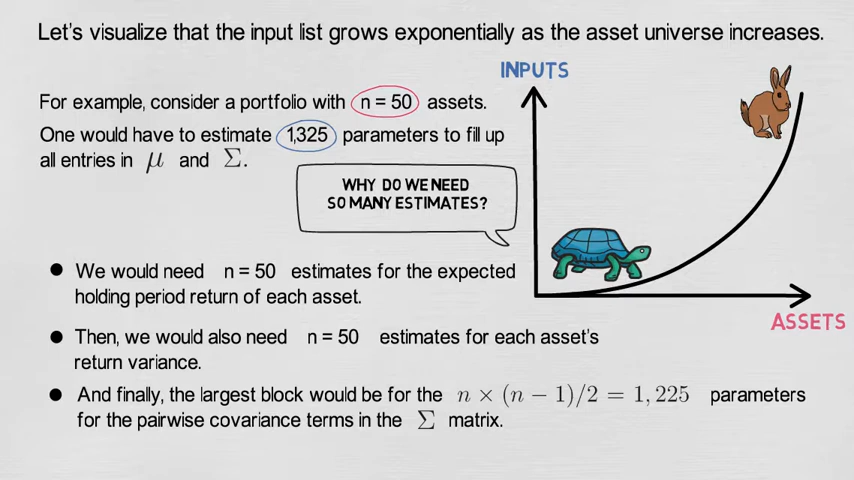 Let's visualize that the input list grows exponentially as the asset universe increases.
INPUTS
For example, consider a portfolio with n = 50 assets.
One would have to estimate 1,325 parameters to fill up
all entries in μ and Σ.
WHY DO WE NEED
SO MANY ESTIMATES?
● We would need n = 50 estimates for the expected
holding period return of each asset.
ASSETS
● Then, we would also need n = 50 estimates for each asset's
return variance.
● And finally, the largest block would be for the n × (n − 1)/2 = 1, 225 parameters
for the pairwise covariance terms in the Σ matrix.